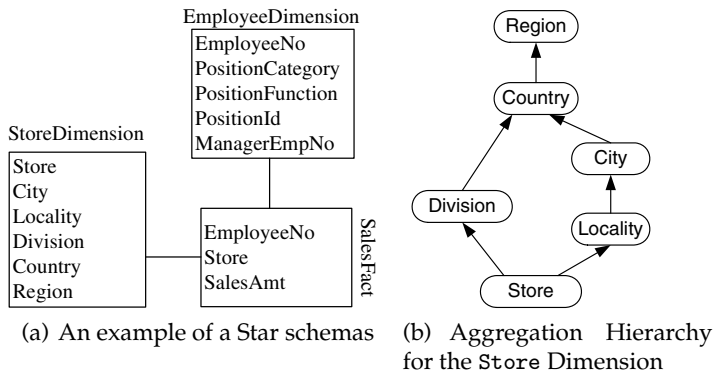 EmployeeDimension
EmployeeNo
PositionCategory
PositionFunction
PositionId
ManagerEmpNo
StoreDimension
Store
City
Locality
Division
Country
Region
EmployeeNo
Store
SalesAmt
SalesFact
(a) An example of a Star schemas
Region
Country
City
Division
Locality
Store
(b) Aggregation Hierarchy
for the Store Dimension